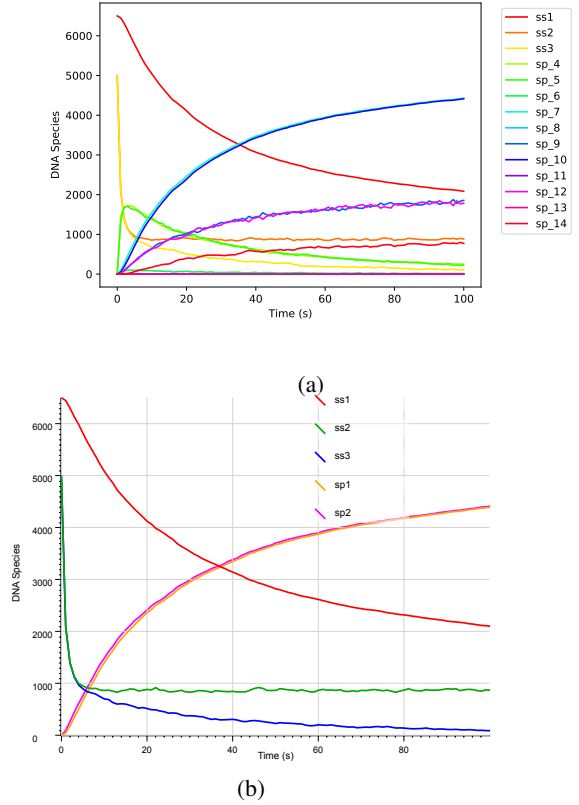 6000
5000
4000
3000
2000
1000
0
DNA Species
0 20 40 60 80 100
Time (s)
ss1
ss2
ss3
sp_4
sp_5
sp_6
sp_7
sp_8
sp_9
sp_10
sp_11
sp_12
sp_13
sp_14
(a)
ss1
ss2
ss3
sp1
sp2
6000
5000
4000
3000
2000
1000
0
DNA Species
0 20 40 60 80
Time (s)
(b)